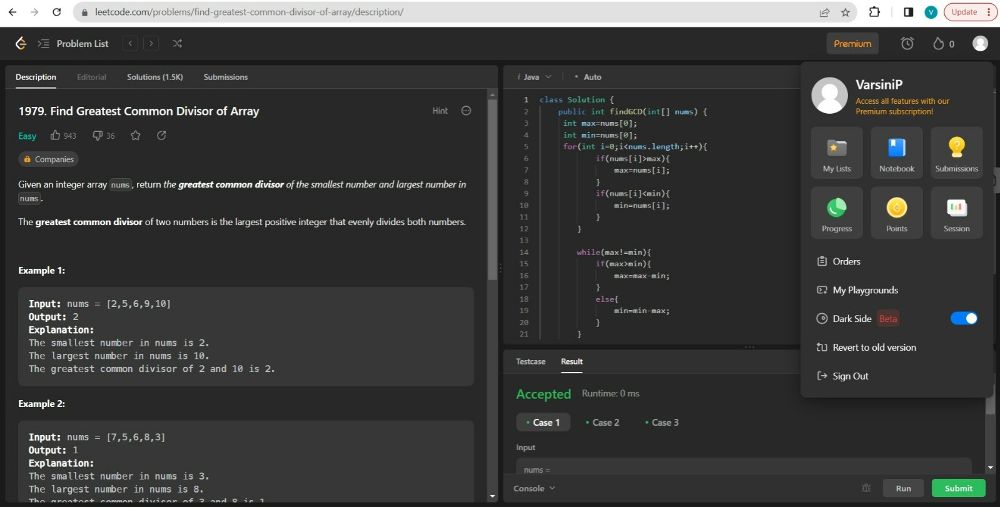 leetcode.com/problems/find-greatest-common-divisor-of-array/description/
V
Update
Problem List
Premium
0
Description Editorial Solutions (1.5K) Submissions
1979. Find Greatest Common Divisor of Array
Hint
Easy 943 36
Companies
Given an integer array nums, return the greatest common divisor of the smallest number and largest number in
nums.
The greatest common divisor of two numbers is the largest positive integer that evenly divides both numbers.
Example 1:
Input: nums = [2,5,6,9,10]
Output: 2
Explanation:
The smallest number in nums is 2.
The largest number in nums is 10.
The greatest common divisor of 2 and 10 is 2.
Example 2:
Input: nums = [7,5,6,8,3]
Output: 1
Explanation:
The smallest number in nums is 3.
The largest number in nums is 8.
The greatest common divisor of 3 and 8 is 1.
i Java • Auto
1 class Solution {
2 public int findGCD(int[] nums) {
3 int max=nums[0];
4 int min=nums[0];
5 for(int i=0;i<nums.length;i++){
6 if(nums[i]>max){
7 max=nums[i];
8 }
9 if(nums[i]<min){
10 min=nums[i];
11 }
12 }
13
14 while(max!=min){
15 if(max>min){
16 max=max-min;
17 }
18 else{
19 min=min-max;
20 }
21 }
Testcase Result
Accepted Runtime: 0 ms
• Case 1 • Case 2 • Case 3
Input
nums =
Console
Run
Submit
VarsiniP
Access all features with our
Premium subscription!
My Lists Notebook Submissions
Progress Points Session
Orders
My Playgrounds
Dark Side Beta
Revert to old version
Sign Out